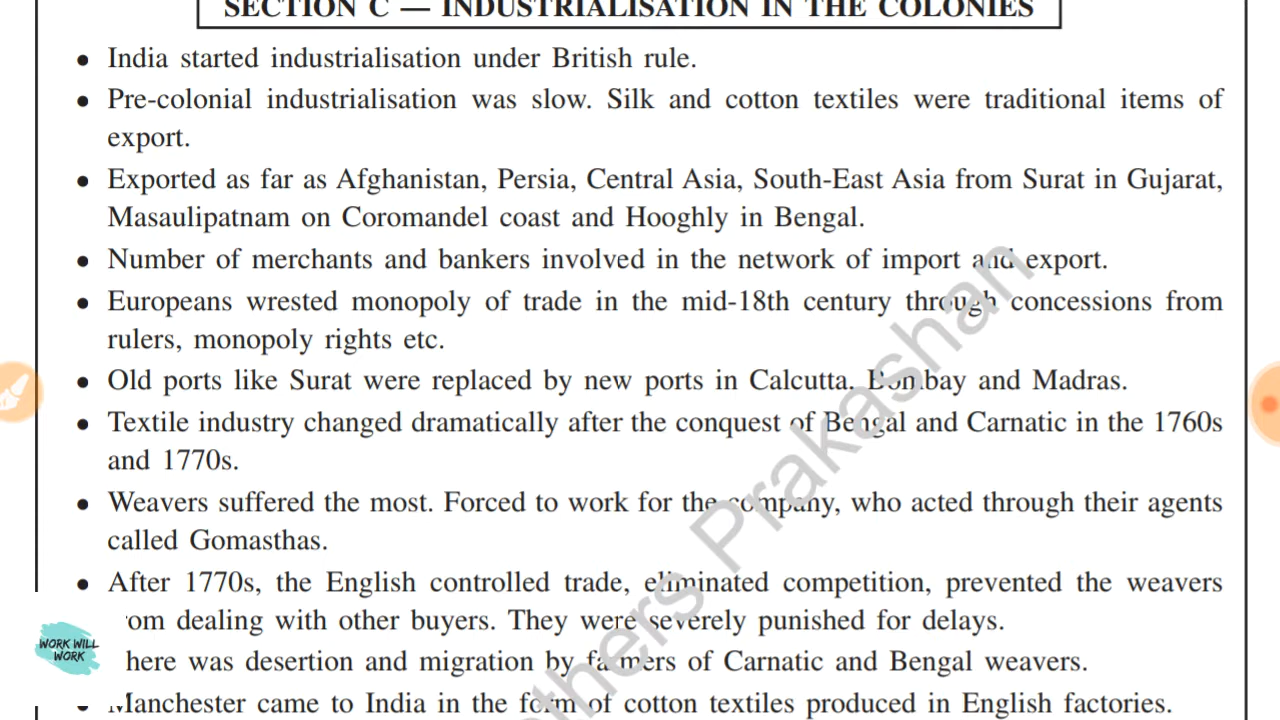 SECTION C — INDUSTRIALISATION IN THE COLONIES
• India started industrialisation under British rule.
• Pre-colonial industrialisation was slow. Silk and cotton textiles were traditional items of
export.
• Exported as far as Afghanistan, Persia, Central Asia, South-East Asia from Surat in Gujarat,
Masaulipatnam on Coromandel coast and Hooghly in Bengal.
• Number of merchants and bankers involved in the network of import and export.
• Europeans wrested monopoly of trade in the mid-18th century through concessions from
rulers, monopoly rights etc.
• Old ports like Surat were replaced by new ports in Calcutta. Bombay and Madras.
• Textile industry changed dramatically after the conquest of Bengal and Carnatic in the 1760s
and 1770s.
• Weavers suffered the most. Forced to work for the company, who acted through their agents
called Gomasthas.
• After 1770s, the English controlled trade, eliminated competition, prevented the weavers
om dealing with other buyers. They were severely punished for delays.
here was desertion and migration by farmers of Carnatic and Bengal weavers.
• Manchester came to India in the form of cotton textiles produced in English factories.
WORK WILL
WORK
thers Prakashan